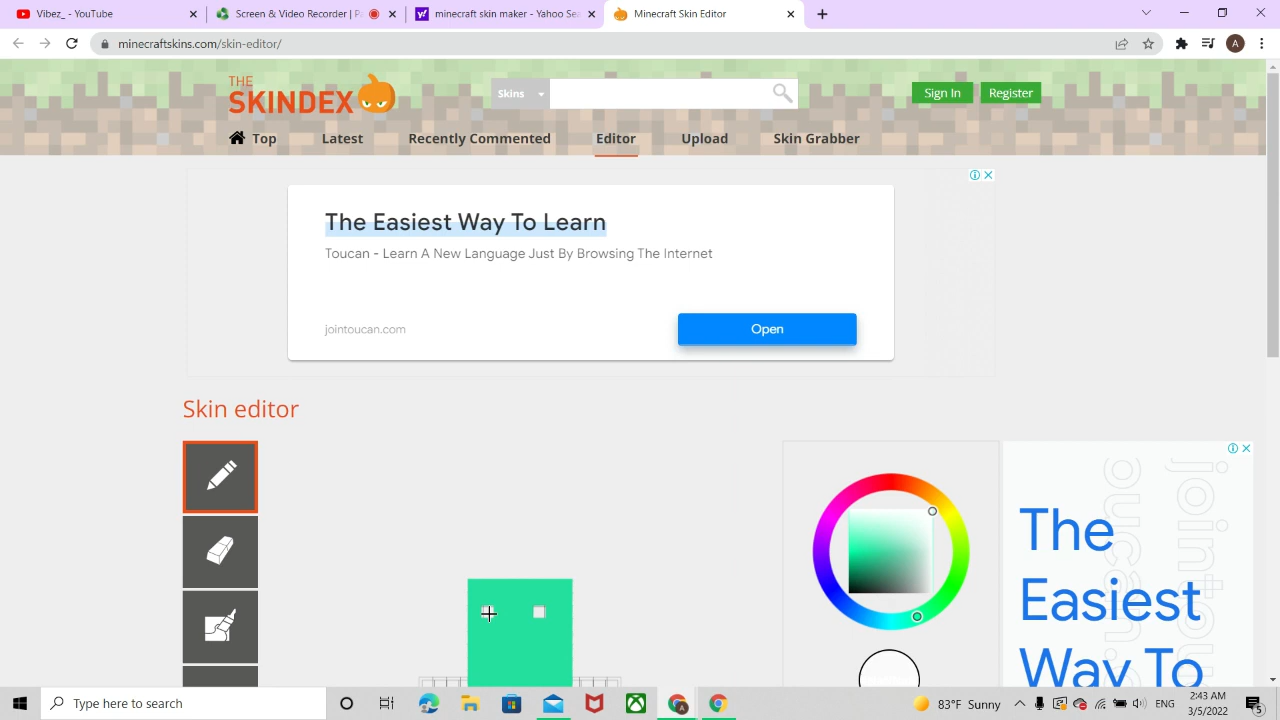 Vibez_ - YouTube
Screen & Video Recorder | P
minecraft skin maker - Yahoo Sea
Minecraft Skin Editor
minecraftskins.com/skin-editor/
A
THE
SKINDEX
Skins
Sign In
Register
Top
Latest
Recently Commented
Editor
Upload
Skin Grabber
The Easiest Way To Learn
Toucan - Learn A New Language Just By Browsing The Internet
jointoucan.com
Open
Skin editor
The
Easiest
Way To
Type here to search
83°F Sunny
2:43 AM
3/5/2022
5